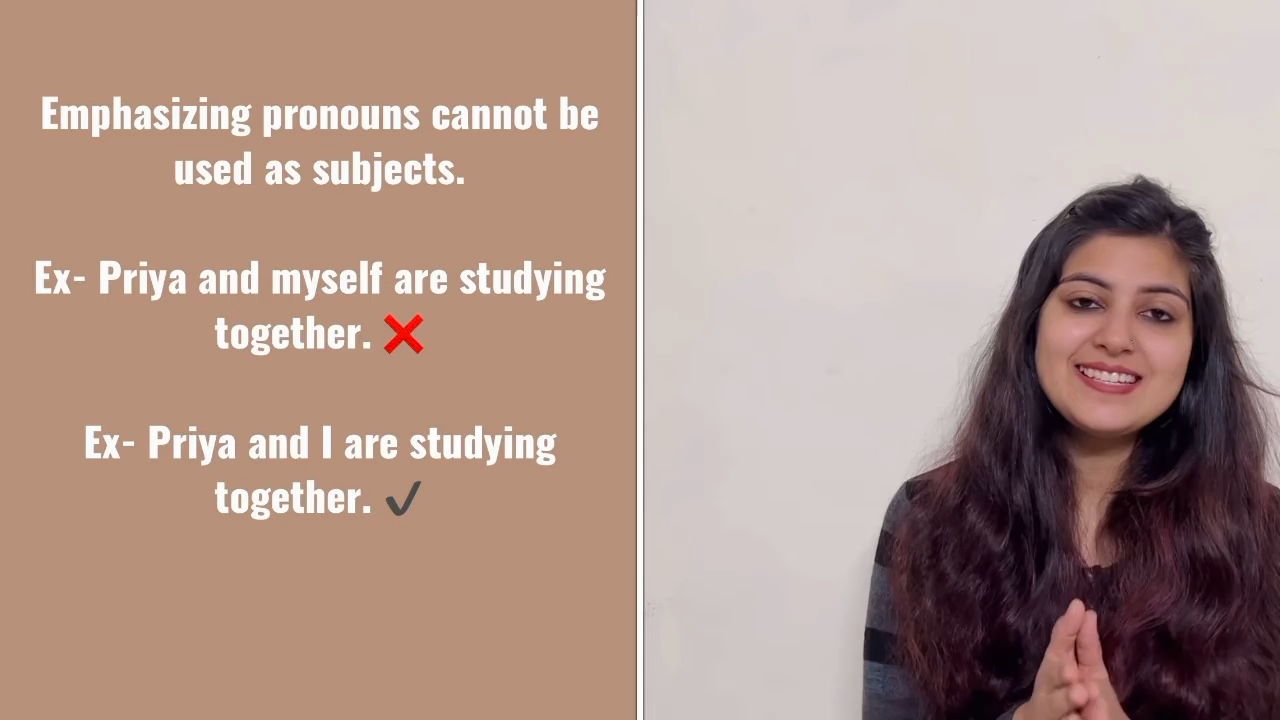 Emphasizing pronouns cannot be
used as subjects.
Ex- Priya and myself are studying
together. ❌
Ex- Priya and I are studying
together. ✔